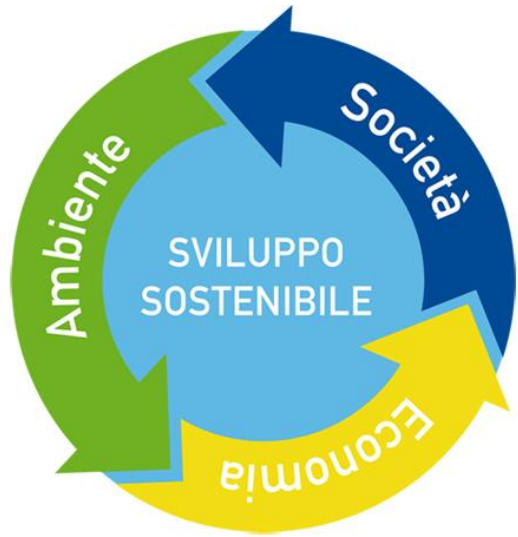 Società
Ambiente
SVILUPPO
SOSTENIBILE
Economia